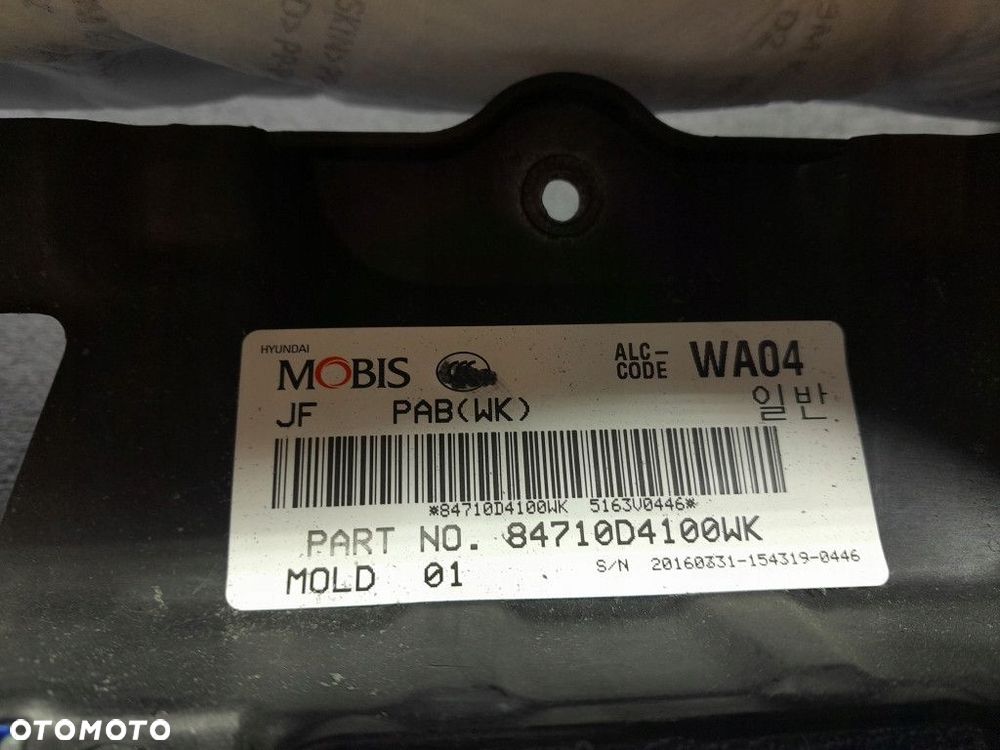 HYUNDAI
MOBIS
ALC-
CODE
WA04
JF PAB(WK)
일반
*84710D4100WK 5163V0446*
PART NO. 84710D4100WK
MOLD 01
S/N 20160331-154319-0446
OTOMOTO